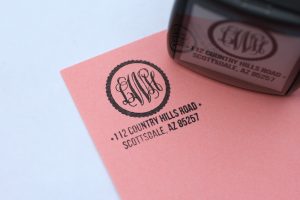 • 112 COUNTRY HILLS ROAD •
SCOTTSDALE, AZ 85257